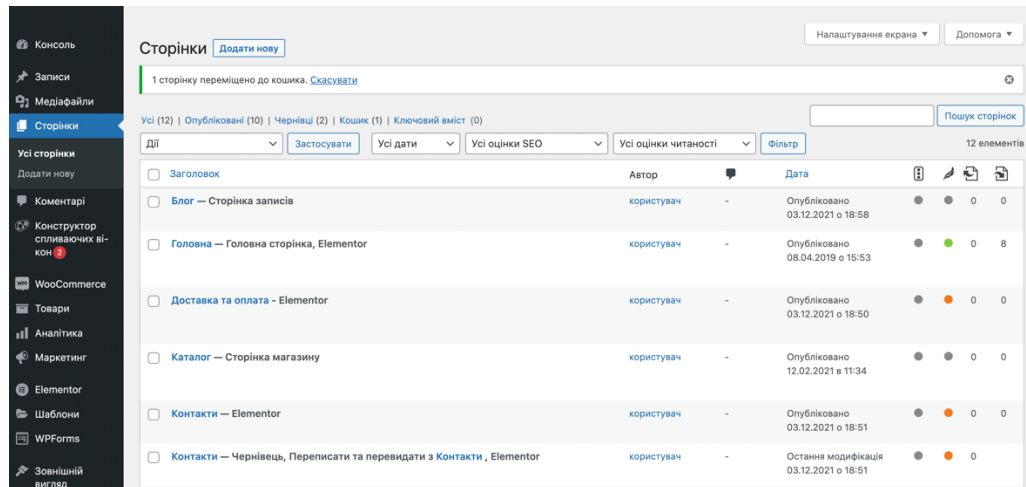 Налаштування екрана ▼
Допомога ▼
Консоль
Сторінки
Додати нову
Записи
1 сторінку переміщено до кошика. Скасувати
Медіафайли
Сторінки
Усі (12) | Опубліковані (10) | Чернівці (2) | Кошик (1) | Ключовий вміст (0)
Пошук сторінок
Дії
Застосувати
Усі дати
Усі оцінки SEO
Усі оцінки читаності
Фільтр
12 елементів
Усі сторінки
Додати нову
Заголовок
Автор
Дата
Коментарі
Блог — Сторінка записів
користувач
-
Опубліковано
03.12.2021 о 18:58
0
0
Конструктор
спливаючих ві-
кон 2
Головна — Головна сторінка, Elementor
користувач
-
Опубліковано
08.04.2019 о 15:53
0
8
WooCommerce
Товари
Доставка та оплата - Elementor
користувач
-
Опубліковано
03.12.2021 о 18:50
0
0
Аналітика
Маркетинг
Каталог — Сторінка магазину
користувач
-
Опубліковано
12.02.2021 в 11:34
0
0
Elementor
Шаблони
Контакти — Elementor
користувач
-
Опубліковано
03.12.2021 о 18:51
0
0
WPForms
Контакти — Чернівець, Переписати та перевидати з Контакти , Elementor
користувач
-
Остання модифікація
03.12.2021 о 18:51
0
Зовнішній
вигляд